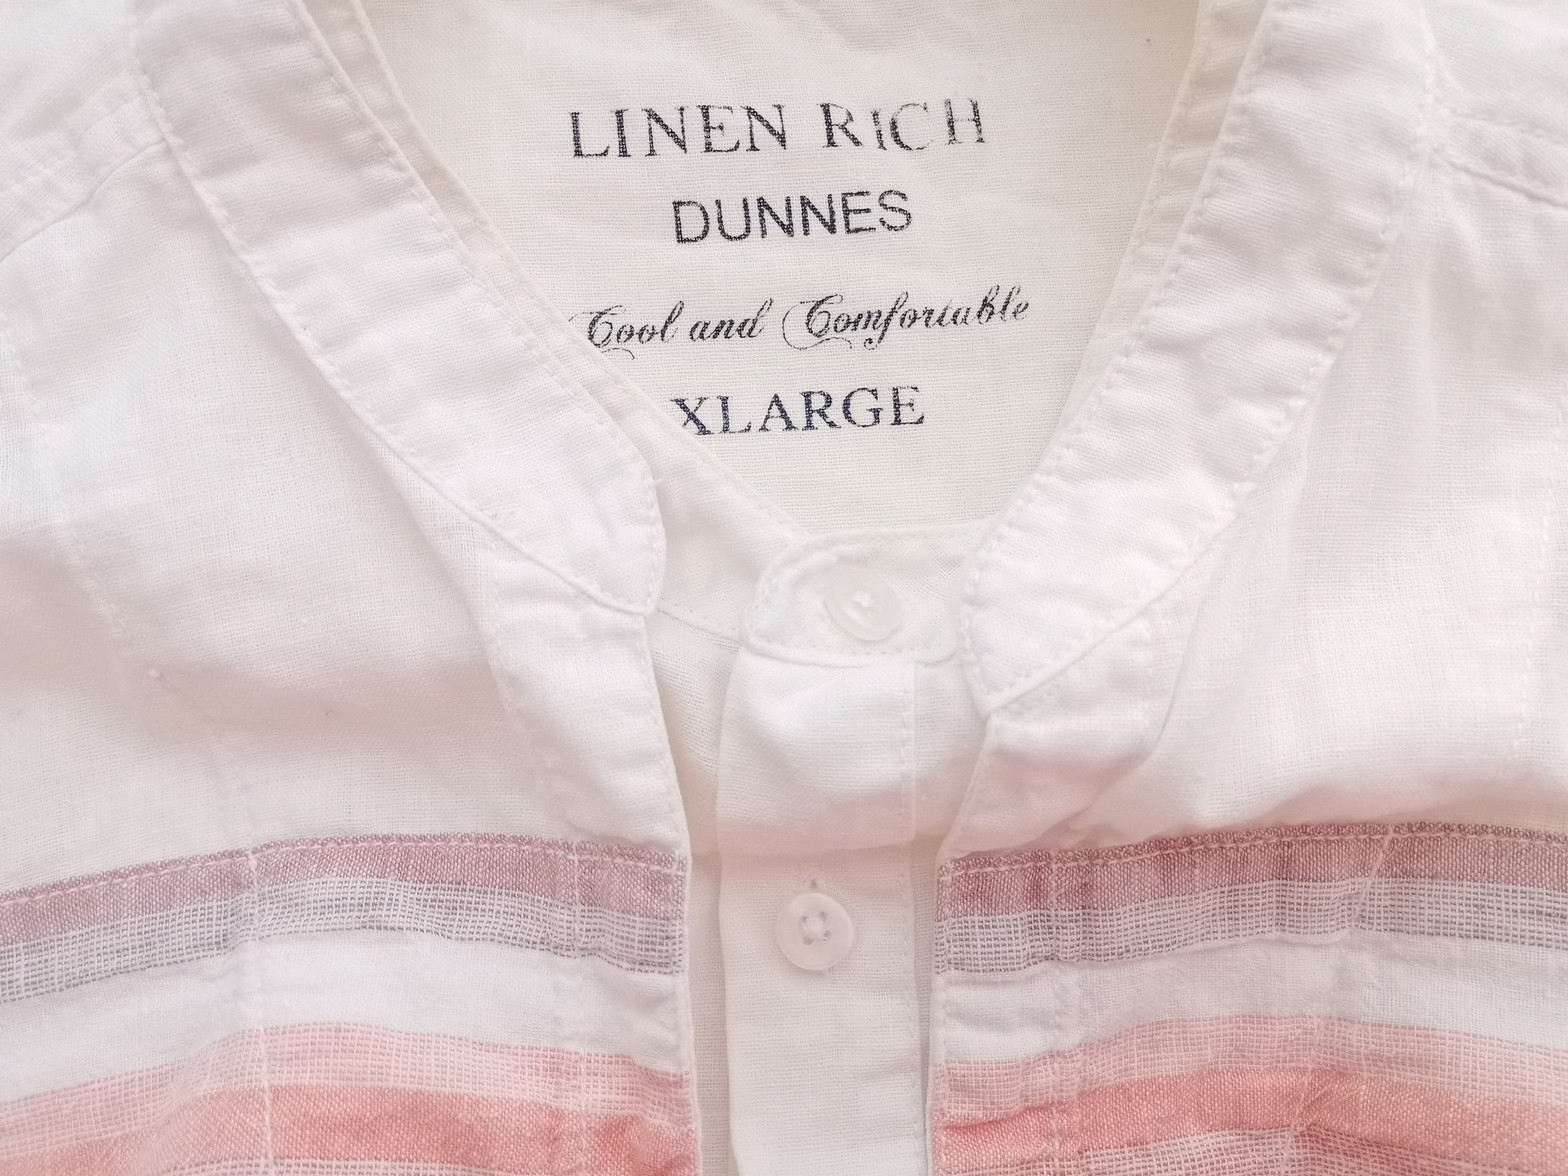 LINEN RICH
DUNNES
Cool and Comfortable
XLARGE